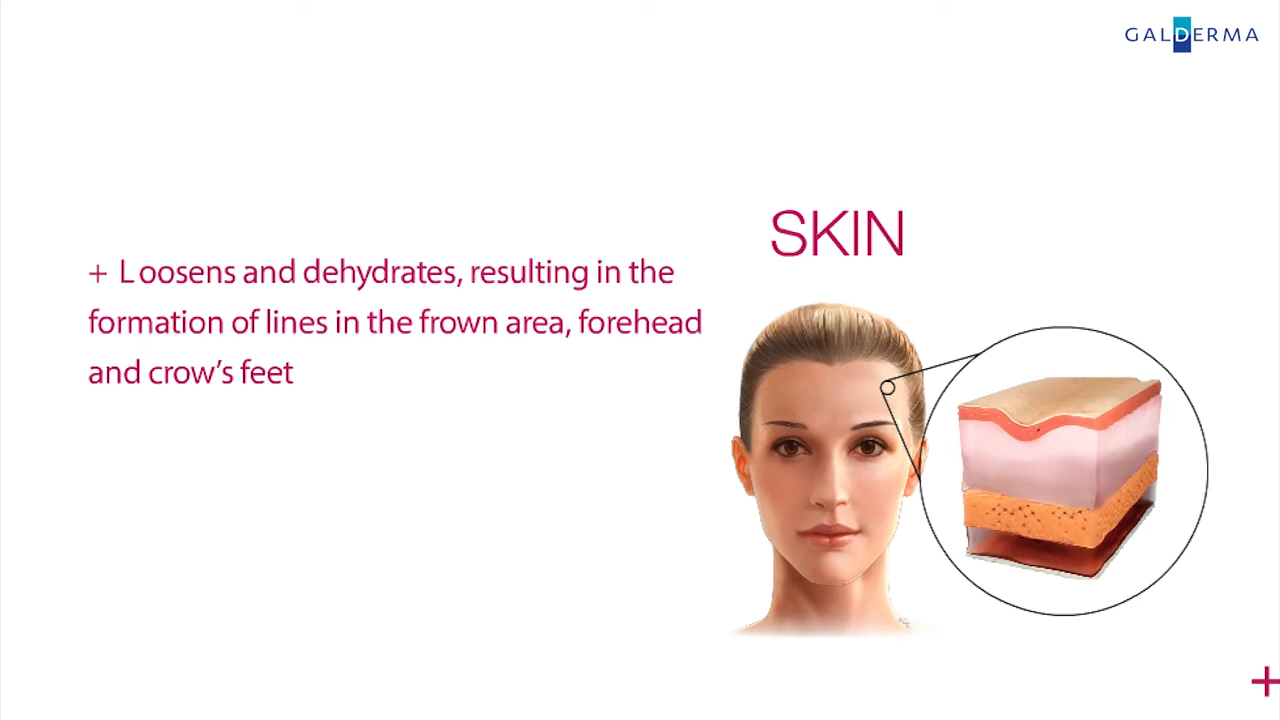 GALDERMA
SKIN
+ Loosens and dehydrates, resulting in the
formation of lines in the frown area, forehead
and crow’s feet